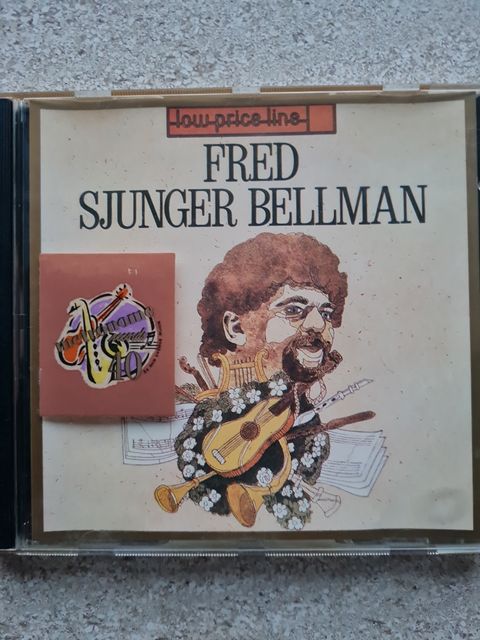 low price line
FRED
SJUNGER BELLMAN